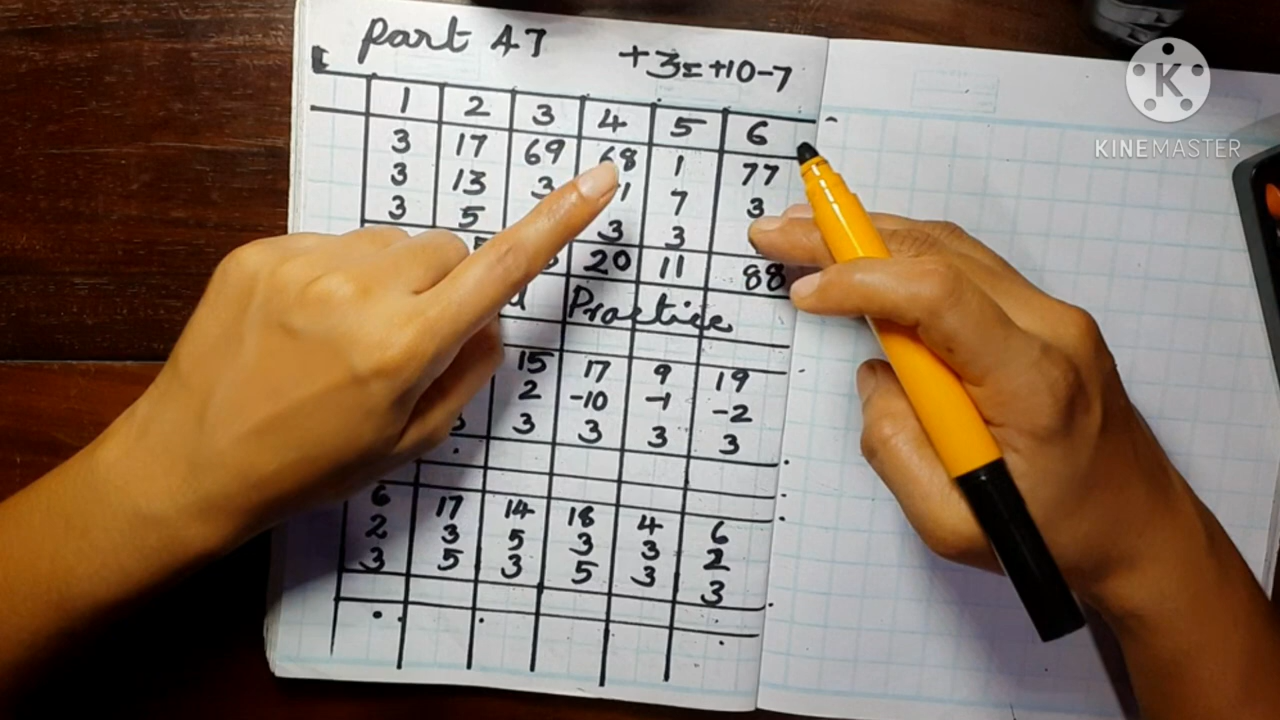 Part 47
+3=+10-7
K
KINEMASTER
1 2 3 4 5 6
3 17 69 68 1 77
3 13 3 7 3
3 5 3 3
20 11 88
Practice
15 17 9 19
2 -10 -1 -2
3 3 3 3 3
6 17 14 18 4 6
2 3 5 3 3 2
3 5 3 5 3 3